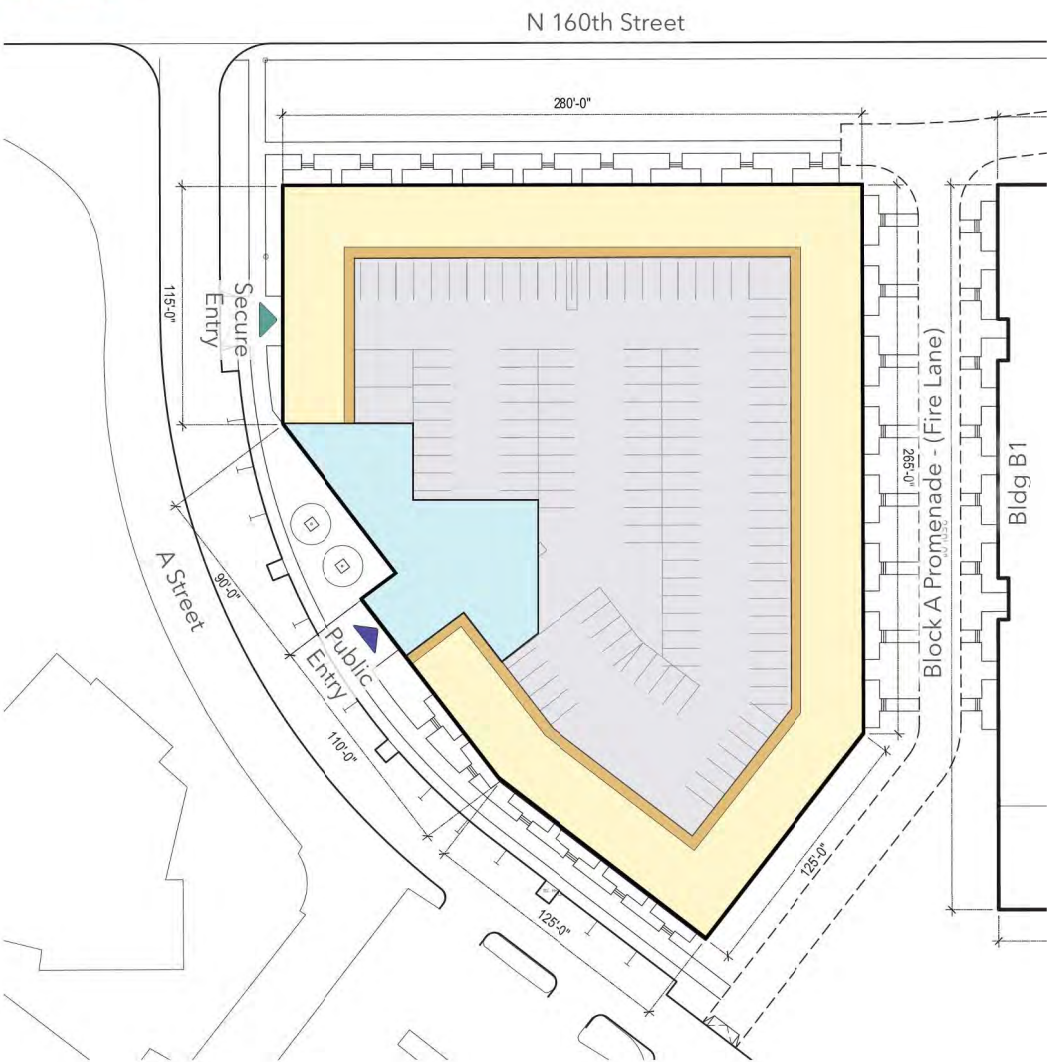 N 160th Street
280'-0"
115'-0"
Secure
Entry
265'-0"
Block A Promenade - (Fire Lane)
Bldg B1
A Street
90'-0"
Public
Entry
110'-0"
125'-0"
125'-0"